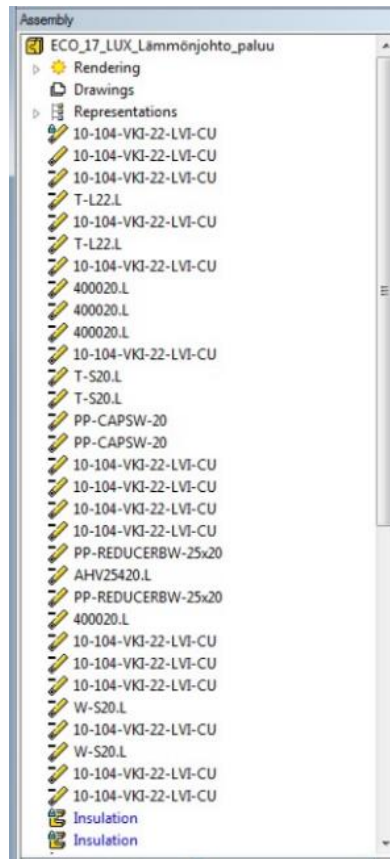 Assembly
ECO_17_LUX_Lämmönjohto_paluu
Rendering
Drawings
Representations
10-104-VKI-22-LVI-CU
10-104-VKI-22-LVI-CU
10-104-VKI-22-LVI-CU
T-L22.L
10-104-VKI-22-LVI-CU
T-L22.L
10-104-VKI-22-LVI-CU
400020.L
400020.L
400020.L
10-104-VKI-22-LVI-CU
T-S20.L
T-S20.L
PP-CAPSW-20
PP-CAPSW-20
10-104-VKI-22-LVI-CU
10-104-VKI-22-LVI-CU
10-104-VKI-22-LVI-CU
10-104-VKI-22-LVI-CU
PP-REDUCERBW-25x20
AHV25420.L
PP-REDUCERBW-25x20
400020.L
10-104-VKI-22-LVI-CU
10-104-VKI-22-LVI-CU
10-104-VKI-22-LVI-CU
W-S20.L
10-104-VKI-22-LVI-CU
W-S20.L
10-104-VKI-22-LVI-CU
10-104-VKI-22-LVI-CU
Insulation
Insulation